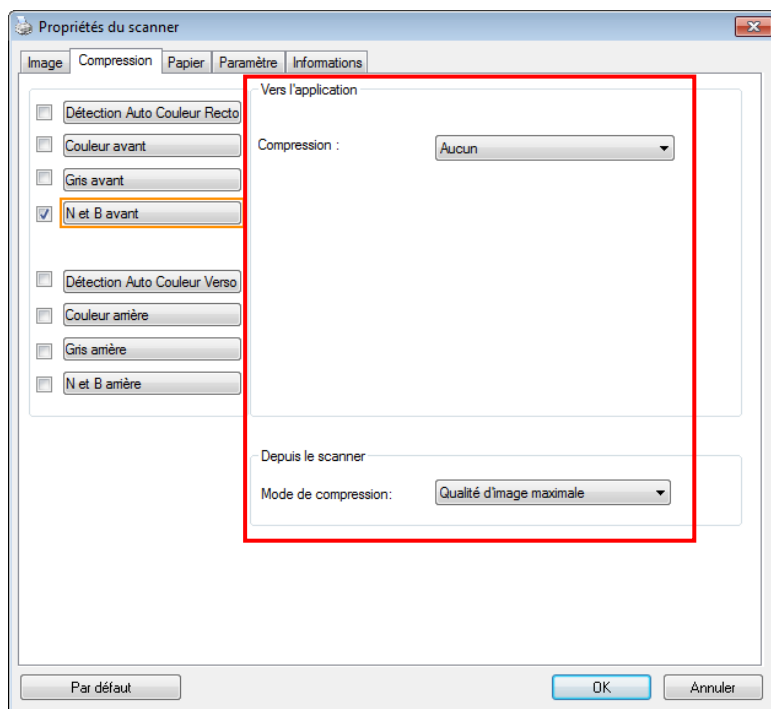 Propriétés du scanner
Image Compression Papier Paramètre Informations
Vers l'application
Détection Auto Couleur Recto
Couleur avant
Compression : Aucun
Gris avant
N et B avant
Détection Auto Couleur Verso
Couleur arrière
Gris arrière
N et B arrière
Depuis le scanner
Mode de compression: Qualité d'image maximale
Par défaut OK Annuler